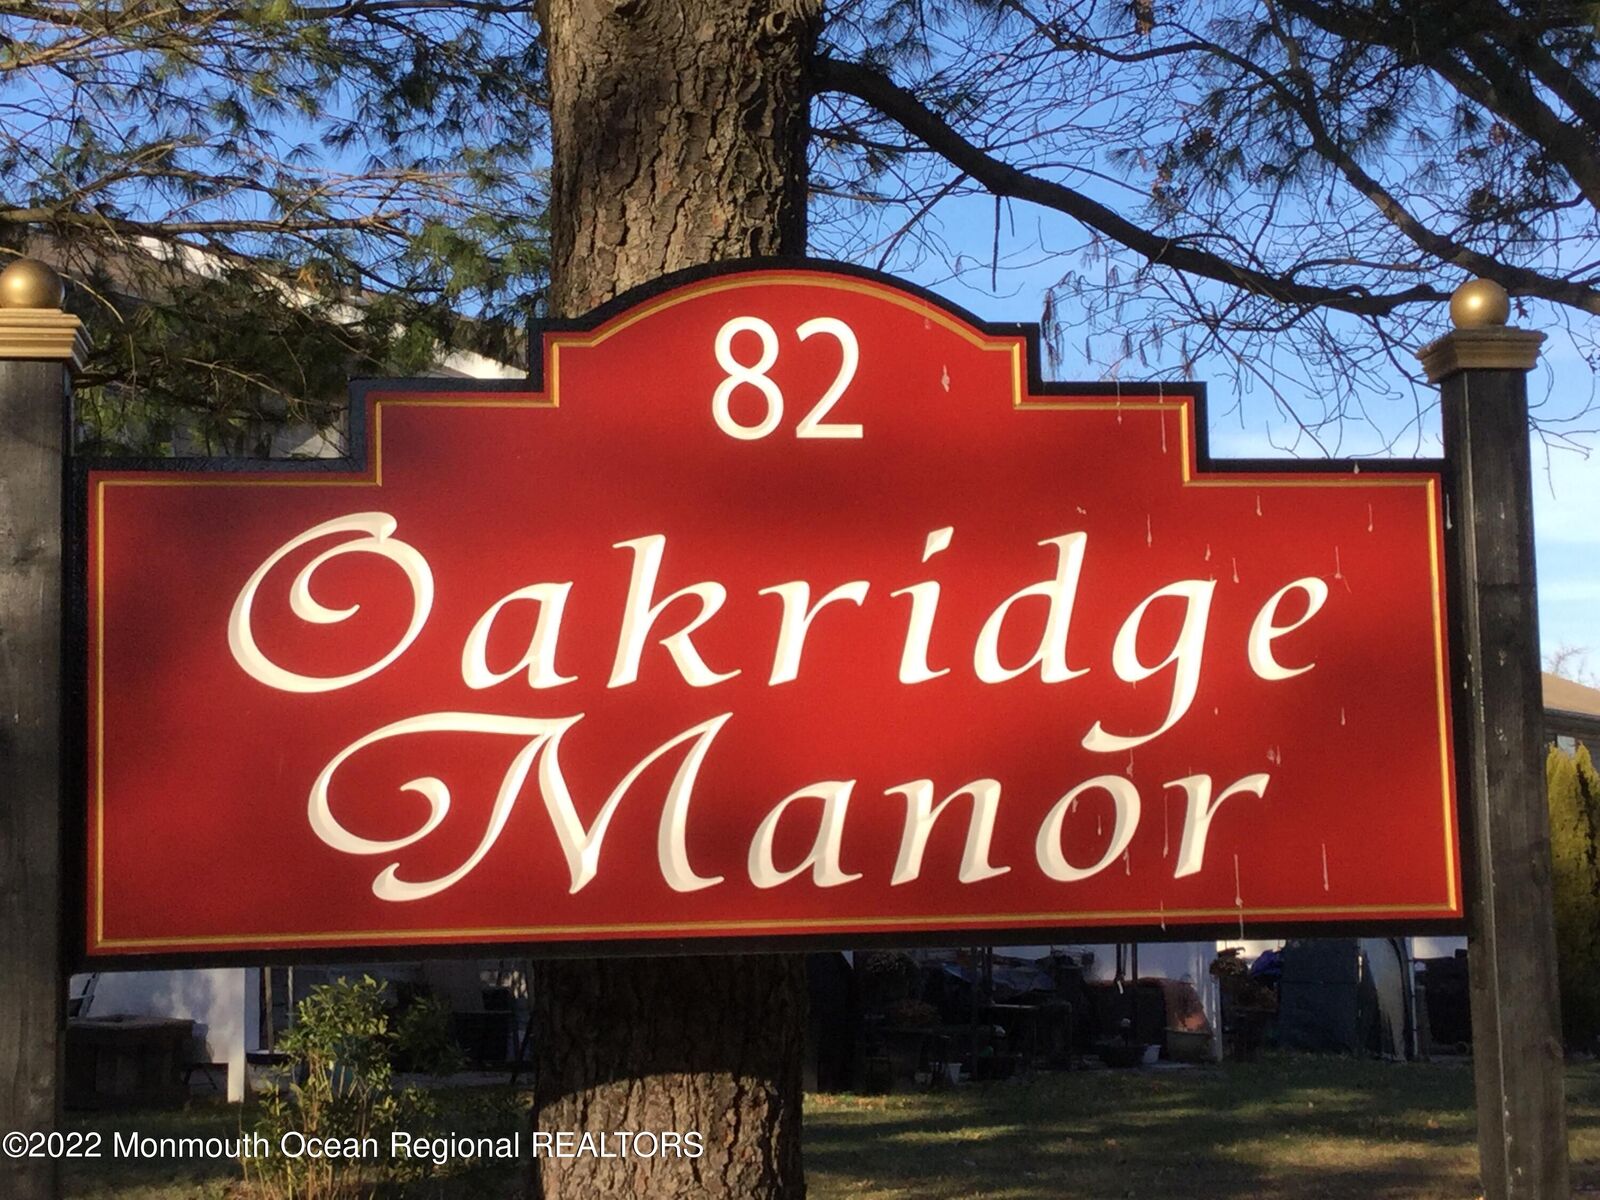 82
Oakridge
Manor
©2022 Monmouth Ocean Regional REALTORS